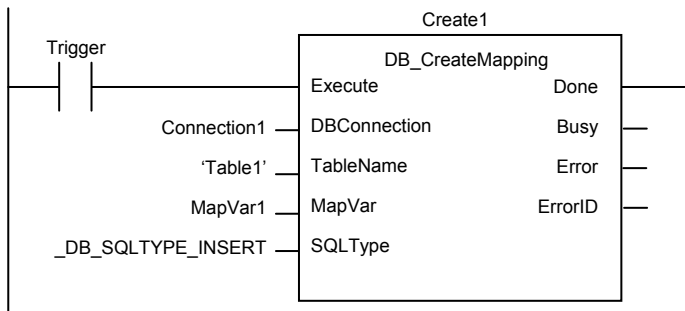 Create1
Trigger
DB_CreateMapping
Execute Done
Connection1 DBConnection Busy
‘Table1’ TableName Error
MapVar1 MapVar ErrorID
_DB_SQLTYPE_INSERT SQLType